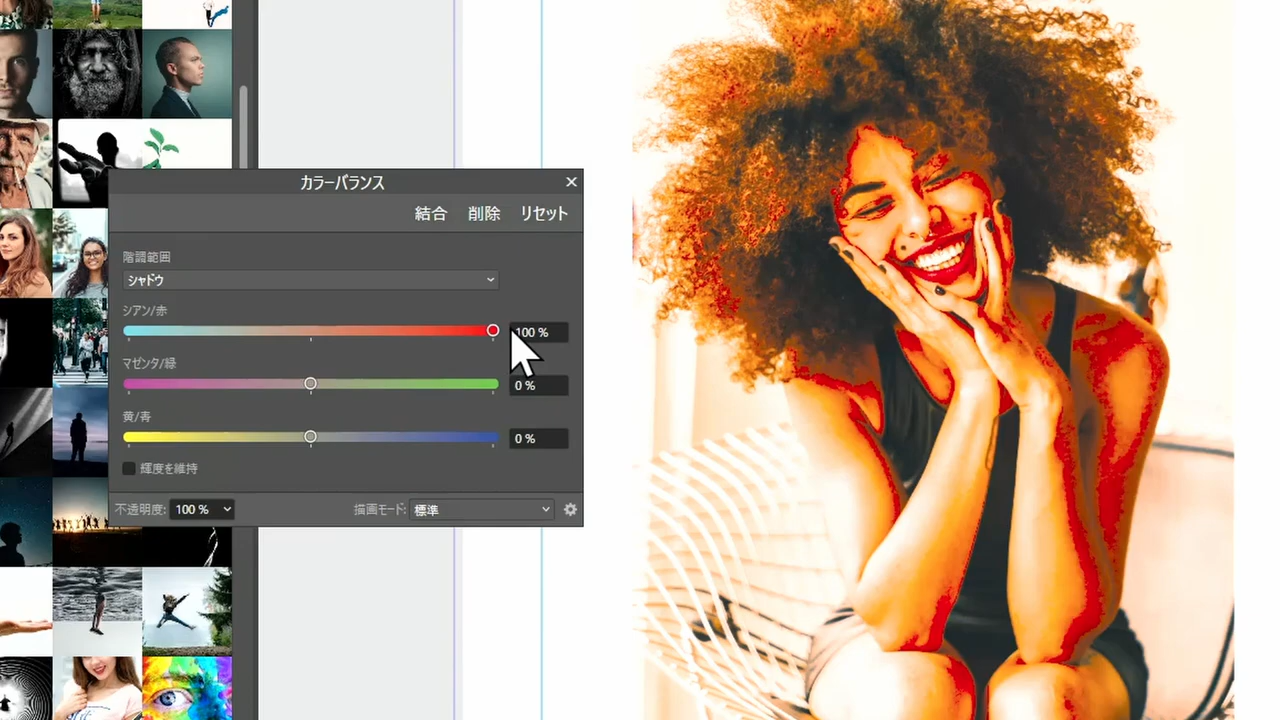 カラーバランス
結合 削除 リセット
階調範囲
シャドウ
シアン/赤
100 %
マゼンタ/緑
0 %
黄/青
0 %
輝度を維持
不透明度: 100 % 描画モード: 標準